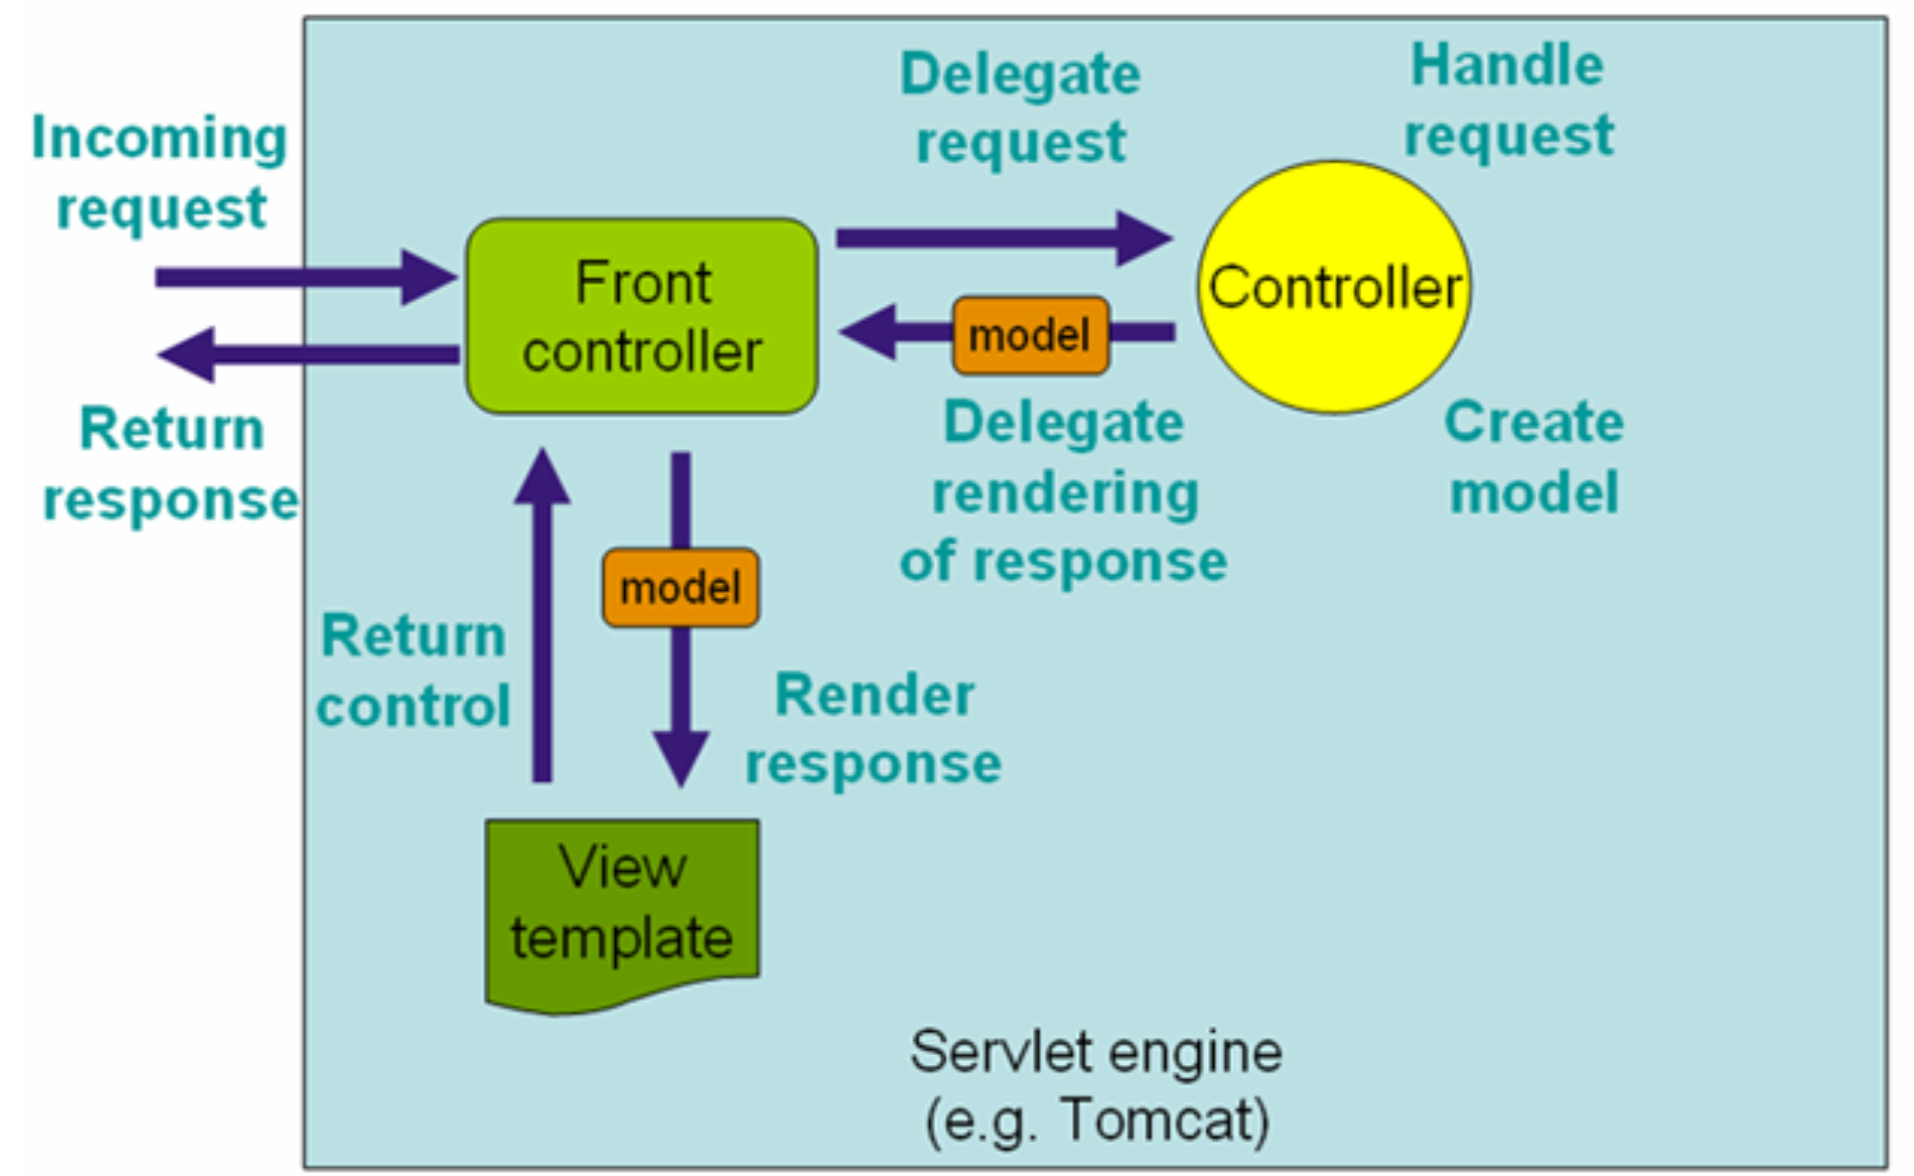 Incoming
request
Delegate
request
Handle
request
Front
controller
Controller
model
Return
response
Delegate
rendering
of response
Create
model
model
Return
control
Render
response
View
template
Servlet engine
(e.g. Tomcat)